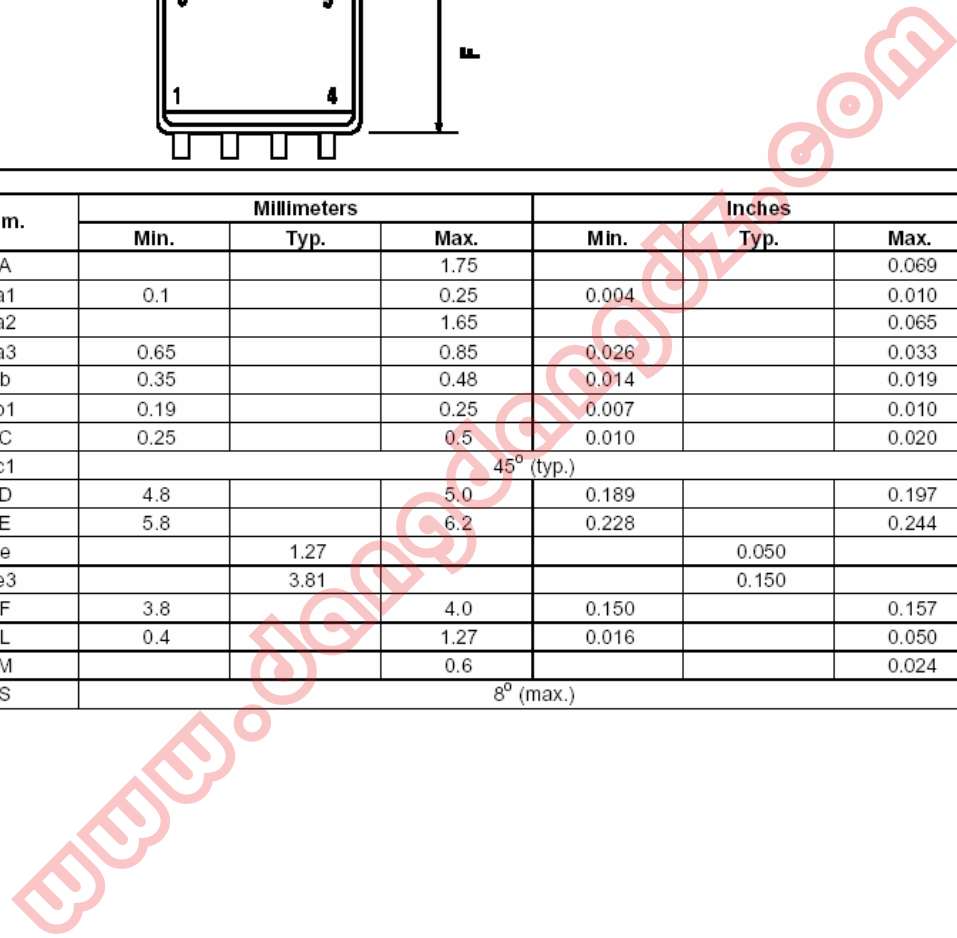 F
1 4
m. Millimeters Inches
Min. Typ. Max. Min. Typ. Max.
A 1.75 0.069
a1 0.1 0.25 0.004 0.010
a2 1.65 0.065
a3 0.65 0.85 0.026 0.033
b 0.35 0.48 0.014 0.019
b1 0.19 0.25 0.007 0.010
C 0.25 0.5 0.010 0.020
c1 45° (typ.)
D 4.8 5.0 0.189 0.197
E 5.8 6.2 0.228 0.244
e 1.27 0.050
e3 3.81 0.150
F 3.8 4.0 0.150 0.157
L 0.4 1.27 0.016 0.050
M 0.6 0.024
S 8° (max.)
www.dangdangdz.com